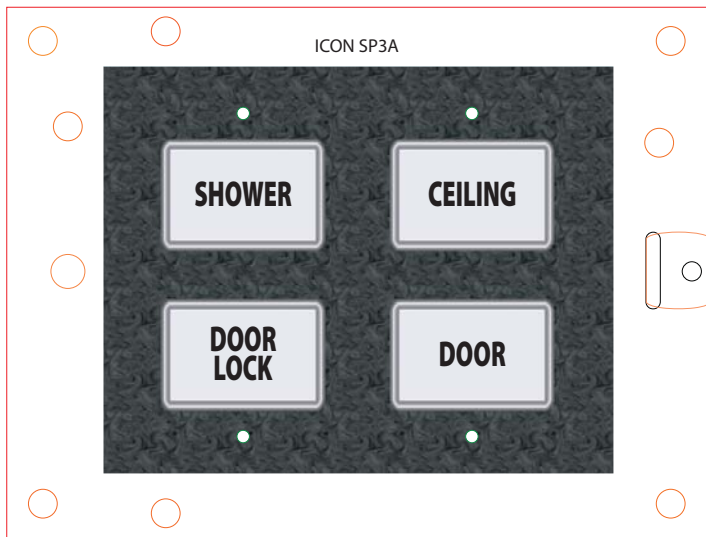 ICON SP3A
SHOWER
CEILING
DOOR
LOCK
DOOR